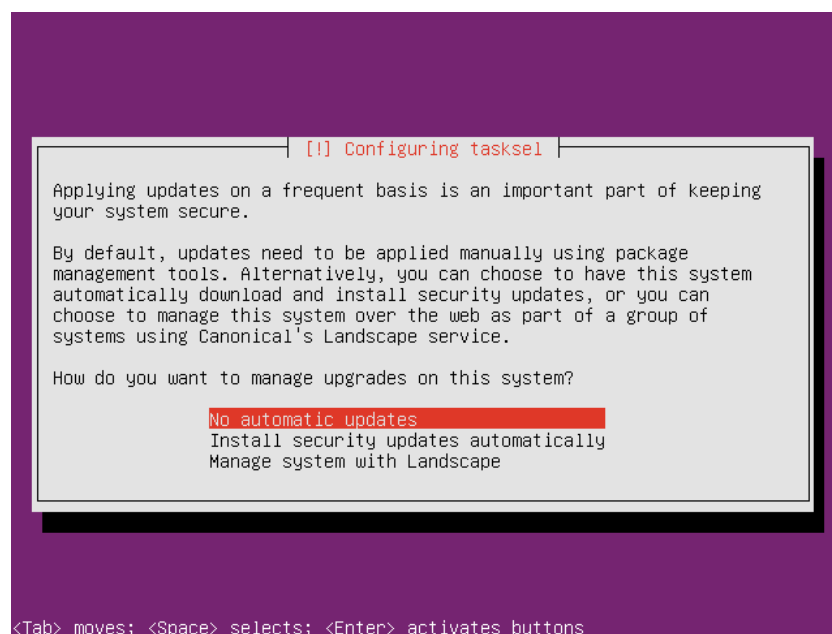 [!] Configuring tasksel
Applying updates on a frequent basis is an important part of keeping
your system secure.
By default, updates need to be applied manually using package
management tools. Alternatively, you can choose to have this system
automatically download and install security updates, or you can
choose to manage this system over the web as part of a group of
systems using Canonical's Landscape service.
How do you want to manage upgrades on this system?
No automatic updates
Install security updates automatically
Manage system with Landscape
<Tab> moves; <Space> selects; <Enter> activates buttons